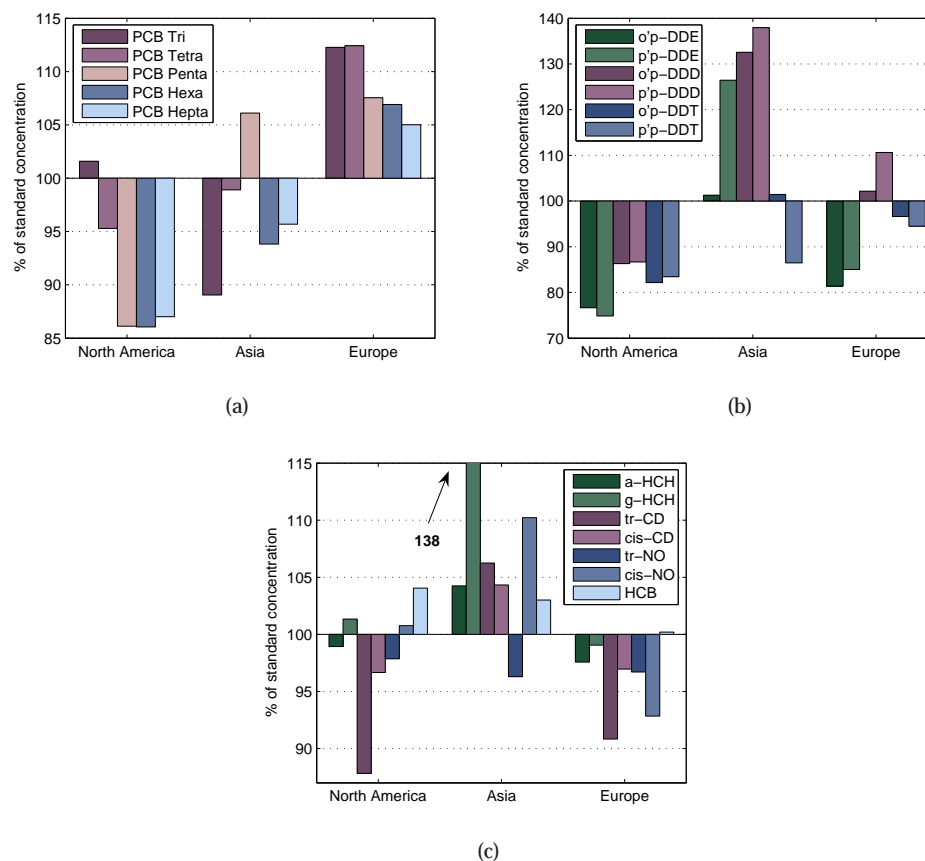 115
110
105
100
95
90
85
% of standard concentration
PCB Tri
PCB Tetra
PCB Penta
PCB Hexa
PCB Hepta
North America Asia Europe
(a)
140
130
120
110
100
90
80
70
% of standard concentration
o'p−DDE
p'p−DDE
o'p−DDD
p'p−DDD
o'p−DDT
p'p−DDT
North America Asia Europe
(b)
115
110
105
100
95
90
% of standard concentration
138
a−HCH
g−HCH
tr−CD
cis−CD
tr−NO
cis−NO
HCB
North America Asia Europe
(c)